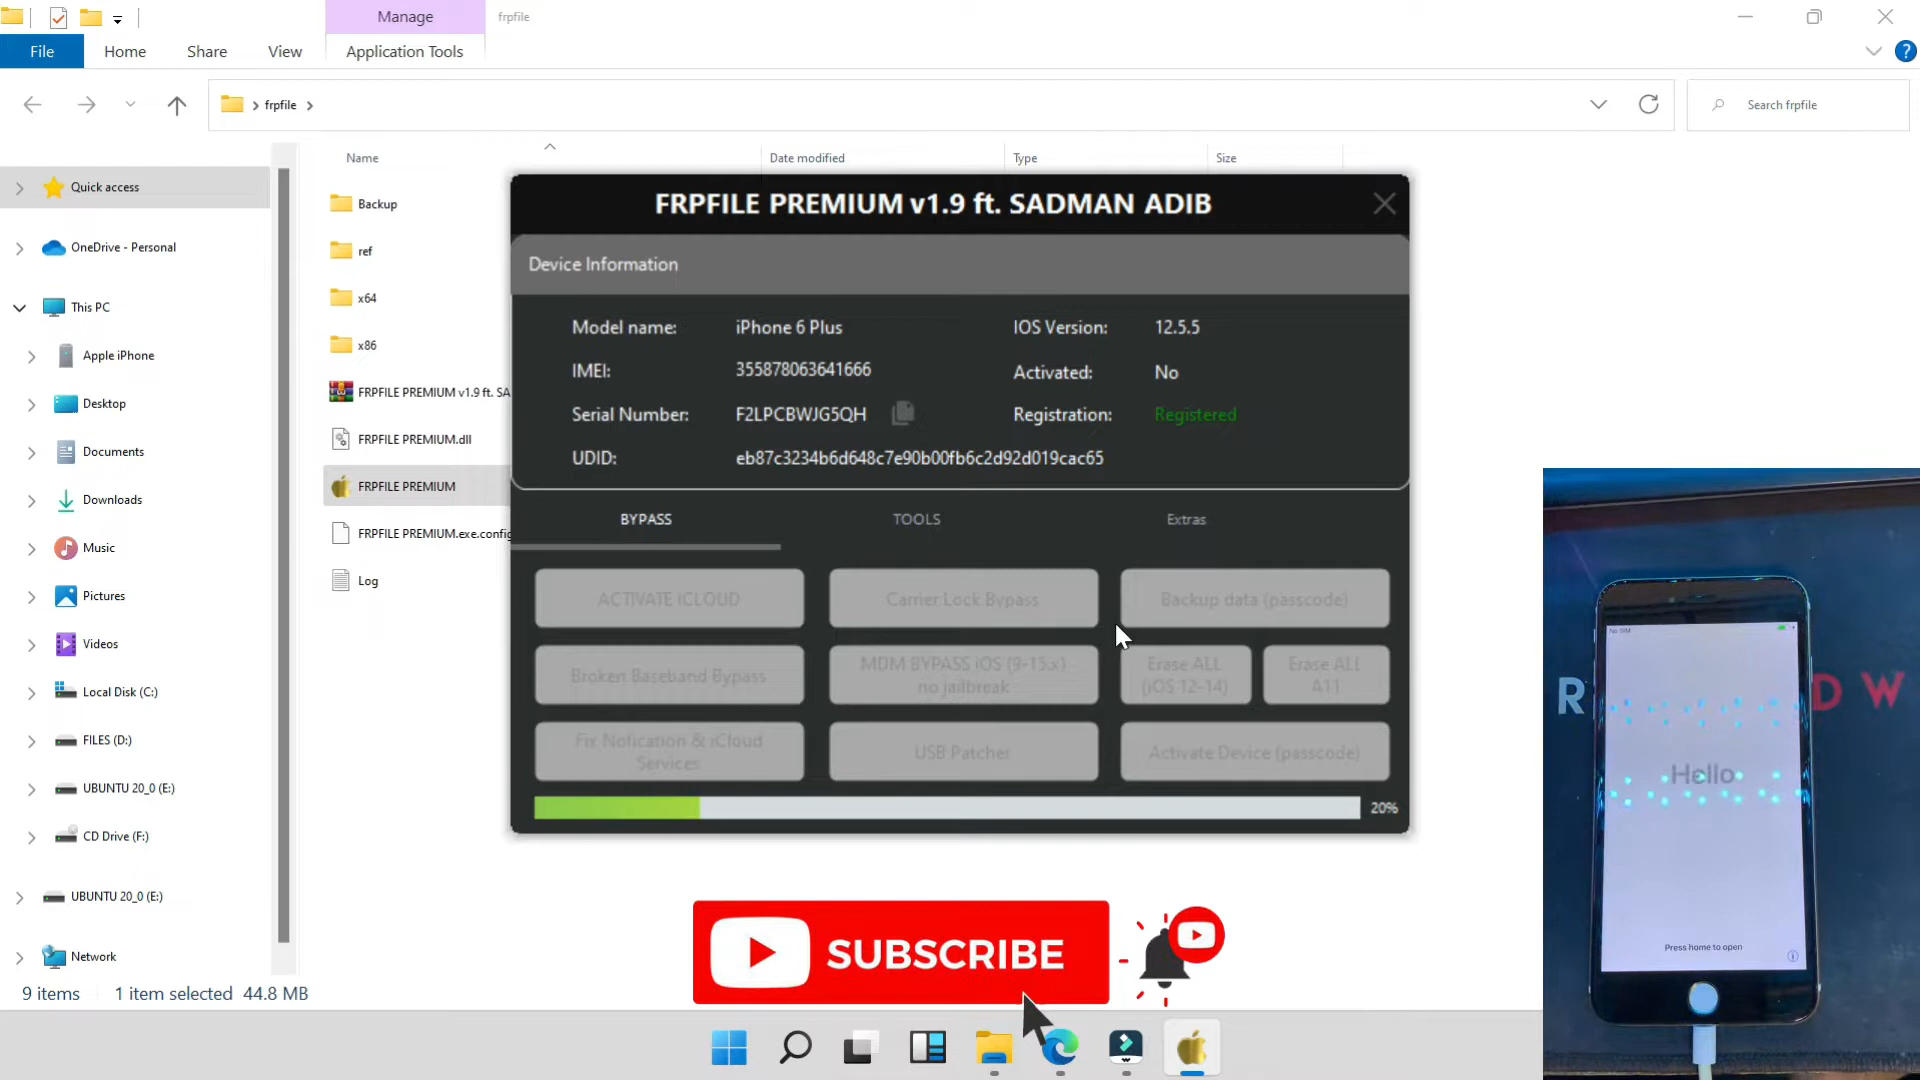 Manage
frpfile
File
Home
Share
View
Application Tools
frpfile
Search frpfile
Name
Date modified
Type
Size
Quick access
OneDrive - Personal
This PC
Apple iPhone
Desktop
Documents
Downloads
Music
Pictures
Videos
Local Disk (C:)
FILES (D:)
UBUNTU 20_0 (E:)
CD Drive (F:)
UBUNTU 20_0 (E:)
Network
Backup
ref
x64
x86
FRPFILE PREMIUM v1.9 ft. SA
FRPFILE PREMIUM.dll
FRPFILE PREMIUM
FRPFILE PREMIUM.exe.config
Log
FRPFILE PREMIUM v1.9 ft. SADMAN ADIB
Device Information
Model name: iPhone 6 Plus
IOS Version: 12.5.5
IMEI: 355878063641666
Activated: No
Serial Number: F2LPCBWJG5QH
Registration: Registered
UDID: eb87c3234b6d648c7e90b00fb6c2d92d019cac65
BYPASS
TOOLS
Extras
ACTIVATE ICLOUD
Carrier Lock Bypass
Backup data (passcode)
Broken Baseband Bypass
MDM BYPASS iOS (9-15.x)
no jailbreak
Erase ALL
(iOS 12-14)
Erase ALL
A11
Fix Notication & iCloud
Services
USB Patcher
Activate Device (passcode)
20%
SUBSCRIBE
9 items
1 item selected 44.8 MB
No SIM
R
D W
Hello
Press home to open